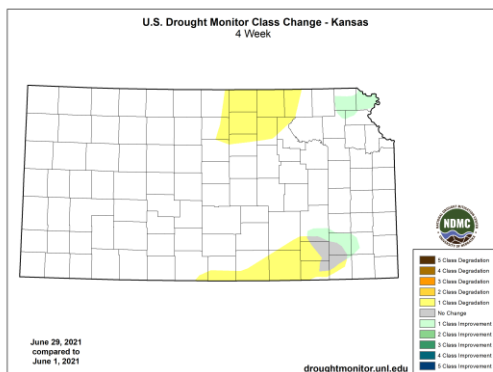 U.S. Drought Monitor Class Change - Kansas
4 Week
NDMC
5 Class Degradation
4 Class Degradation
3 Class Degradation
2 Class Degradation
1 Class Degradation
No Change
1 Class Improvement
2 Class Improvement
3 Class Improvement
4 Class Improvement
5 Class Improvement
June 29, 2021
compared to
June 1, 2021
droughtmonitor.unl.edu